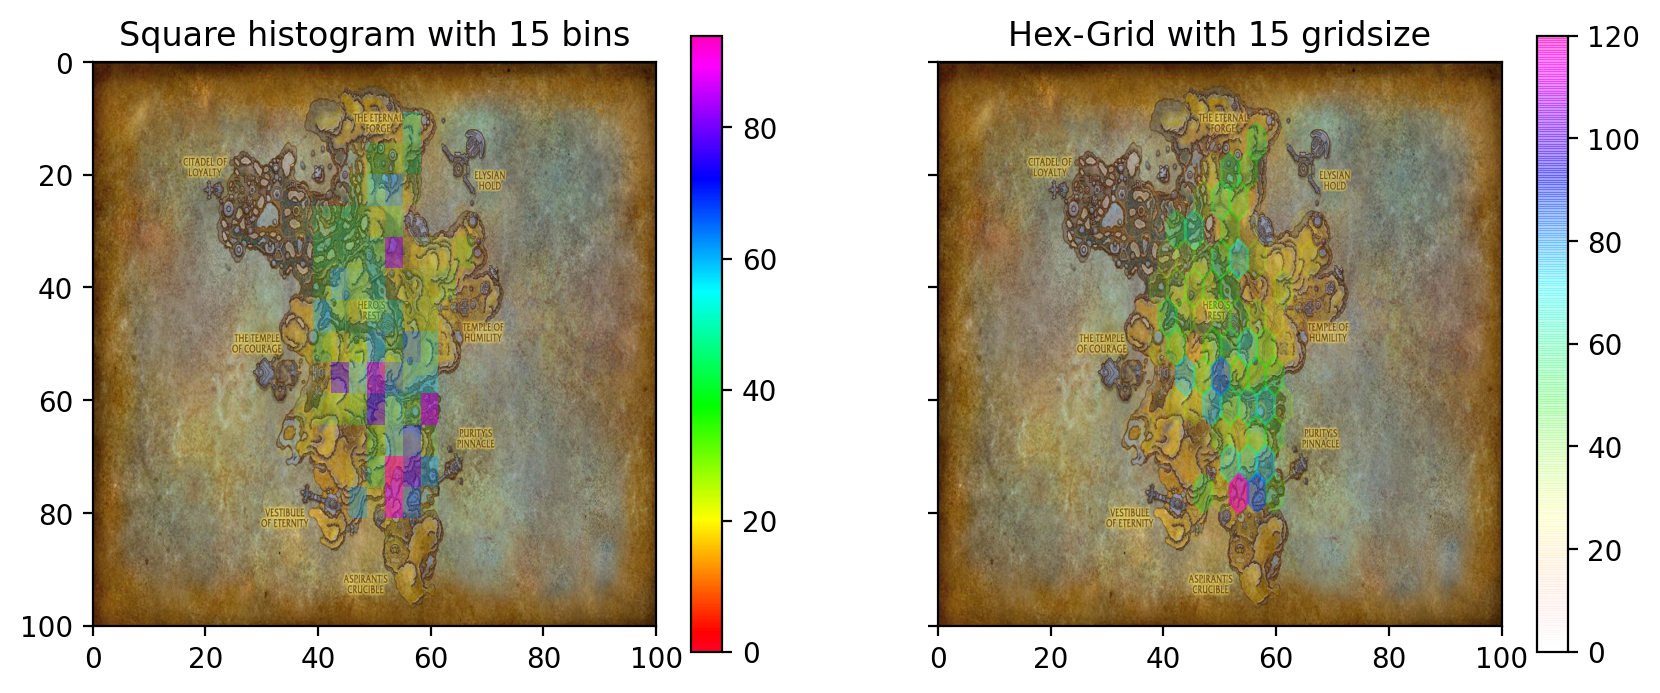 Square histogram with 15 bins
0
20
40
60
80
100
0
20
40
60
80
100
THE ETERNAL
FORGE
CITADEL OF
LOYALTY
ELYSIAN
HOLD
HERO'S
REST
TEMPLE OF
HUMILITY
THE TEMPLE
OF COURAGE
PURITY'S
PINNACLE
VESTIBULE
OF ETERNITY
ASPIRANT'S
CRUCIBLE
80
60
40
20
0
Hex-Grid with 15 gridsize
THE ETERNAL
FORGE
CITADEL OF
LOYALTY
ELYSIAN
HOLD
HERO'S
REST
TEMPLE OF
HUMILITY
THE TEMPLE
OF COURAGE
PURITY'S
PINNACLE
VESTIBULE
OF ETERNITY
ASPIRANT'S
CRUCIBLE
0
20
40
60
80
100
120
100
80
60
40
20
0